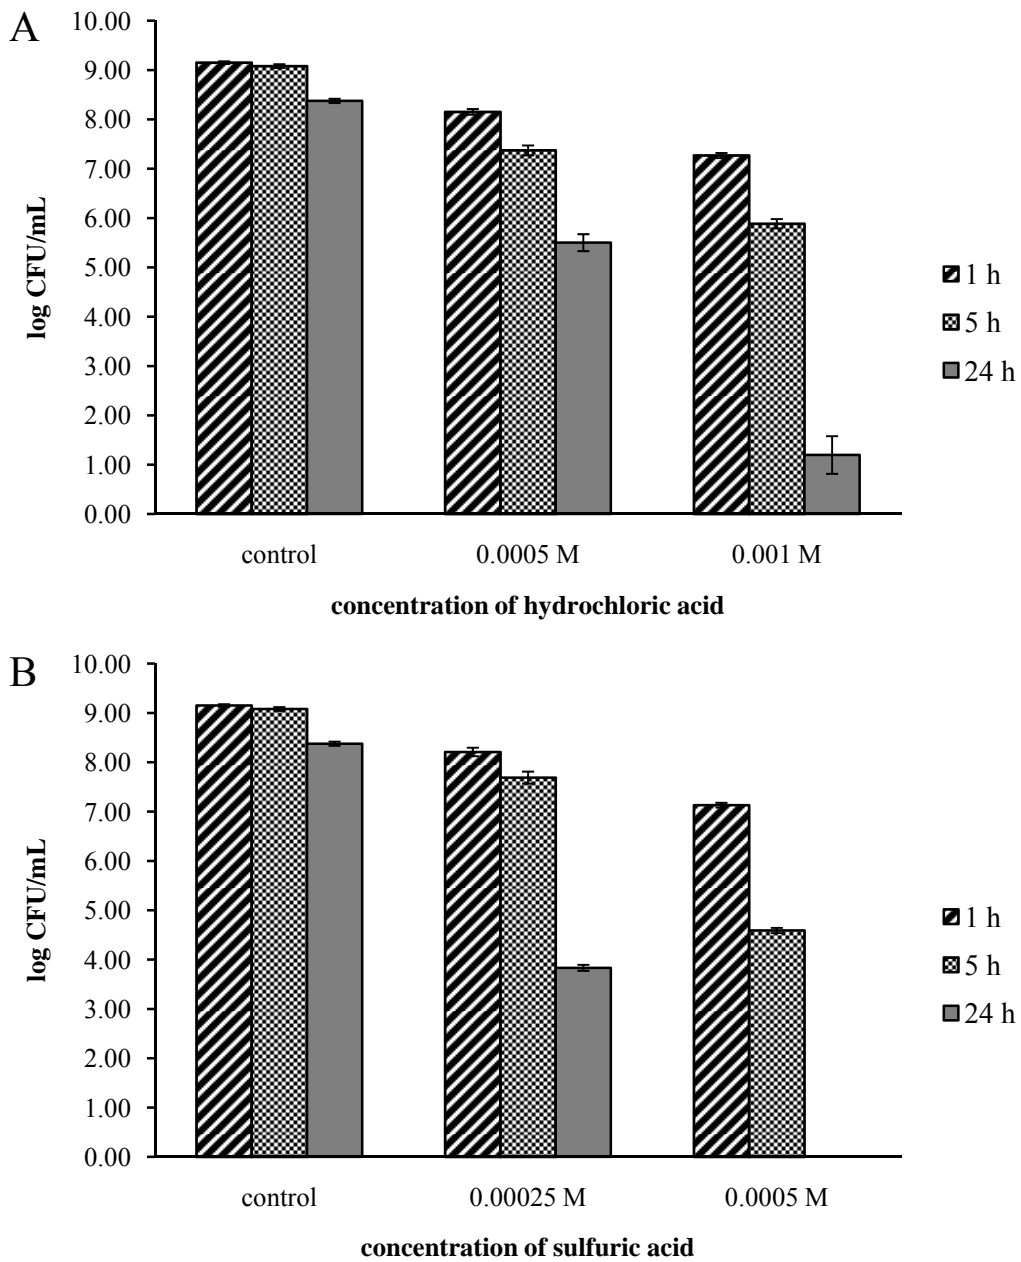 A
10.00
9.00
8.00
7.00
6.00
5.00
4.00
3.00
2.00
1.00
0.00
log CFU/mL
control
0.0005 M
0.001 M
concentration of hydrochloric acid
1 h
5 h
24 h
B
10.00
9.00
8.00
7.00
6.00
5.00
4.00
3.00
2.00
1.00
0.00
log CFU/mL
control
0.00025 M
0.0005 M
concentration of sulfuric acid
1 h
5 h
24 h